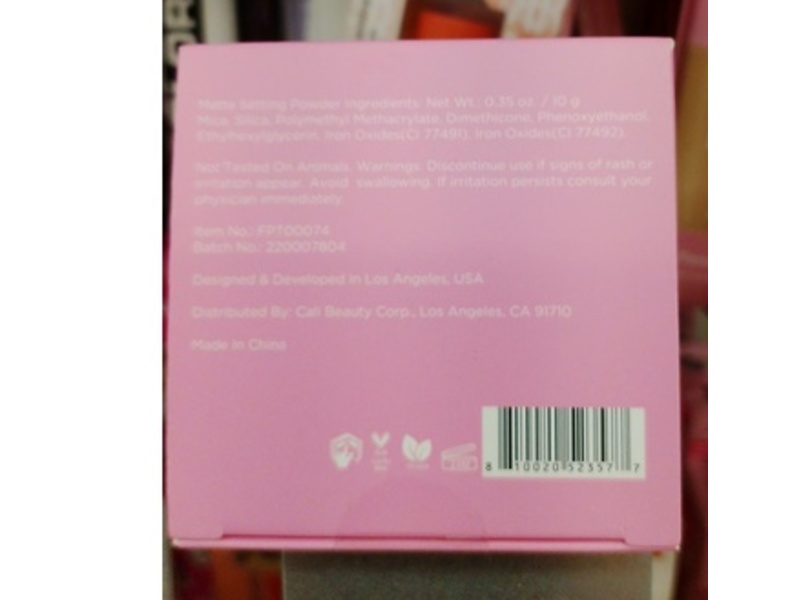 Matte Setting Powder Ingredients: Net Wt.: 0.35 oz. / 10 g
Mica, Silica, Polymethyl Mothacrylate, Dimethicone, Phenoxyethanol,
Ethylhexylglycerin, Iron Oxides(CI 77491), Iron Oxides(CI 77492)
Not Tested On Animals. Warnings: Discontinue use if signs of rash or
irritation appear. Avoid swallowing. If irritation persists consult your
physician immediately.
Item No.: FPT00074
Batch No.: 220007804
Designed & Developed in Los Angeles, USA
Distributed By: Cali Beauty Corp., Los Angeles, CA 91710
Made In China
8 10020 52357 7